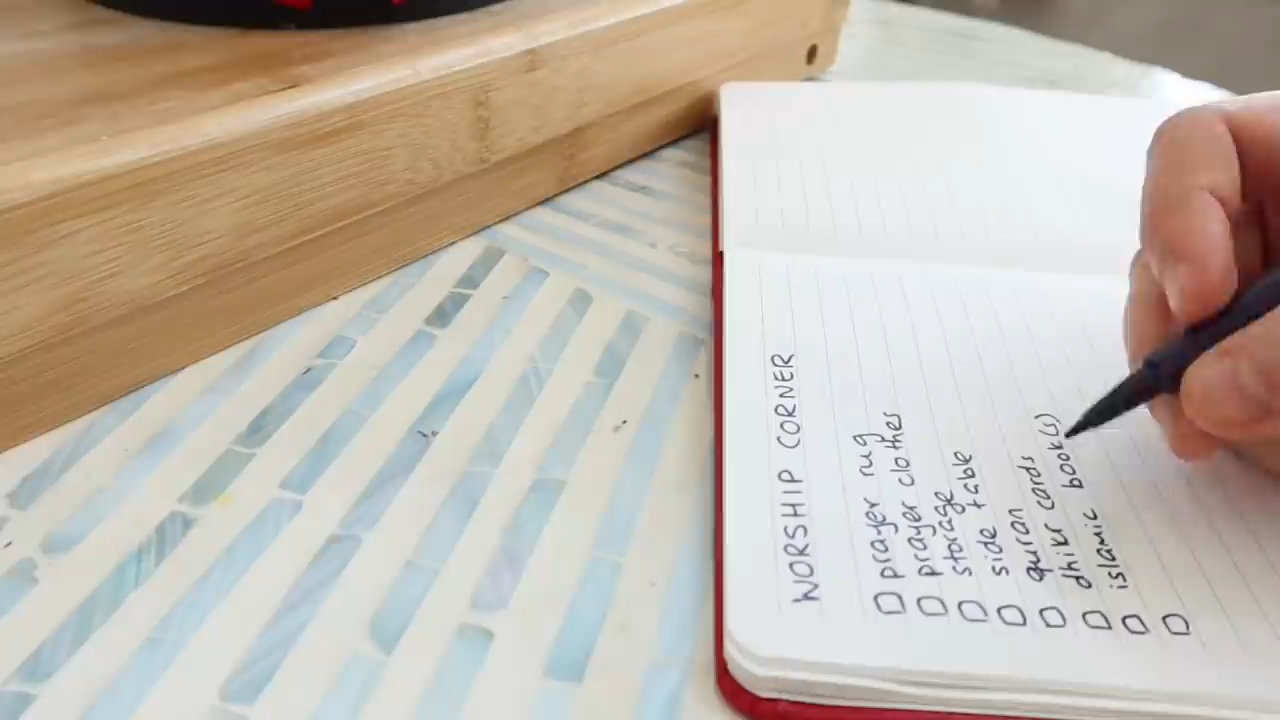 WORSHIP CORNER
prayer rug
prayer clothes
storage
side table
quran
dhikr cards
islamic book(s)